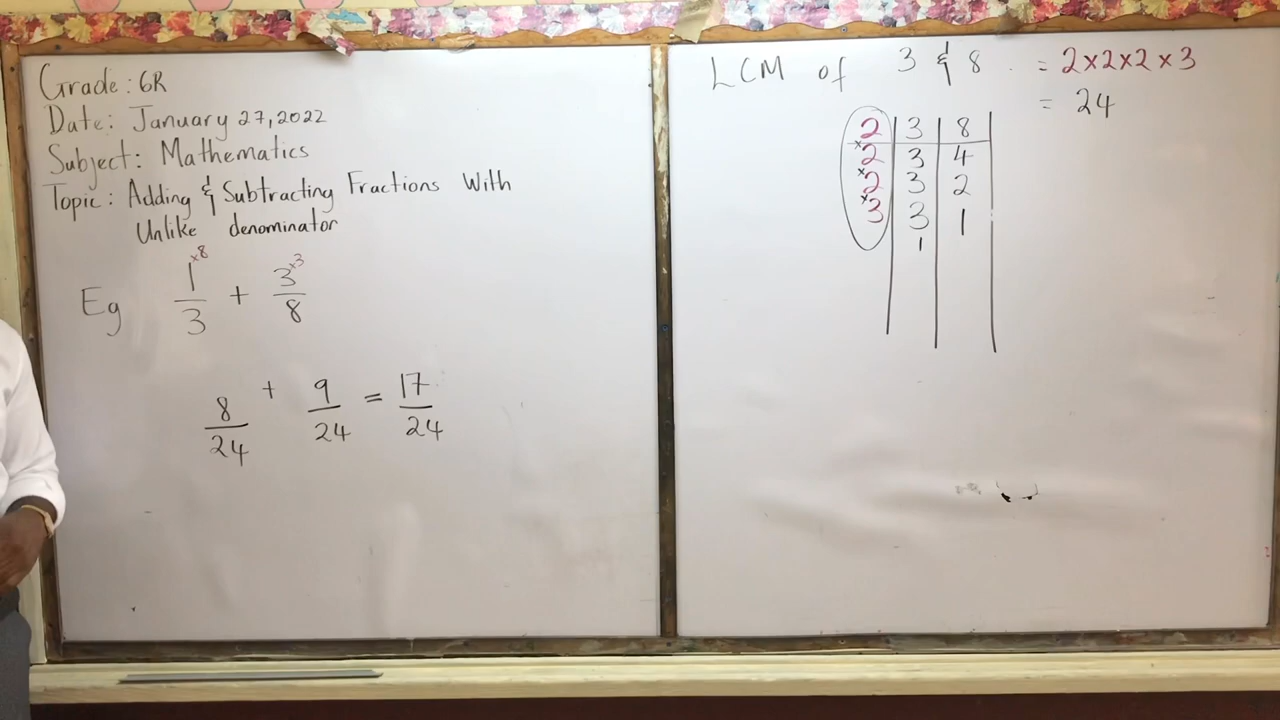 Grade: 6R
Date: January 27, 2022
Subject: Mathematics
Topic: Adding & Subtracting Fractions With
Unlike denominator
Eg 1/3 + 3/8
×8 ×3
8/24 + 9/24 = 17/24
LCM of 3 & 8 = 2×2×2×3
= 24
2 3 8
×2 3 4
×2 3 2
×3 3 1
1